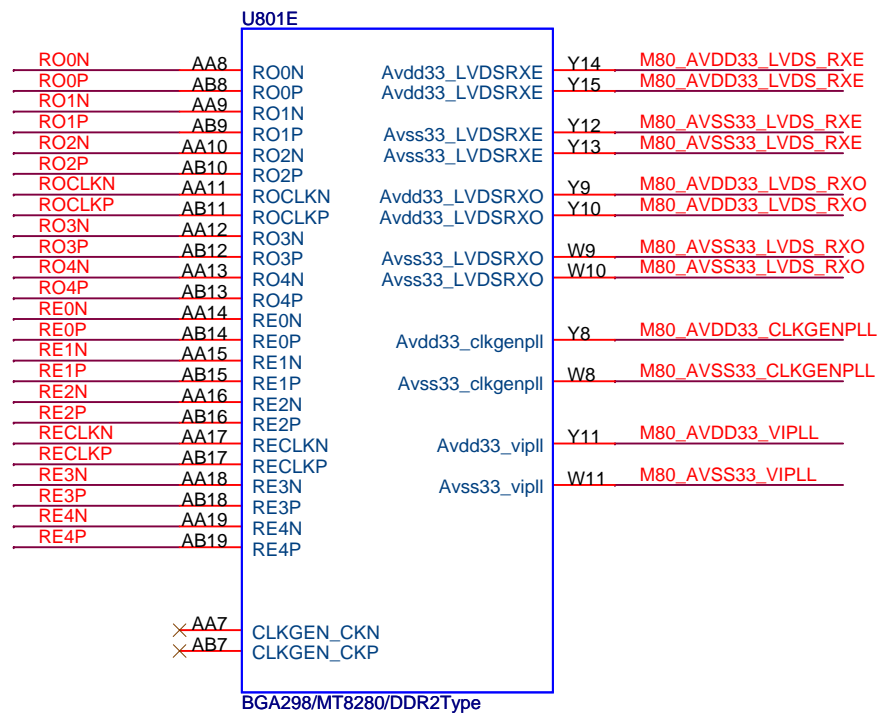 U801E
RO0N AA8 RO0N Avdd33_LVDSRXE Y14 M80_AVDD33_LVDS_RXE
RO0P AB8 RO0P Avdd33_LVDSRXE Y15 M80_AVDD33_LVDS_RXE
RO1N AA9 RO1N
RO1P AB9 RO1P Avss33_LVDSRXE Y12 M80_AVSS33_LVDS_RXE
RO2N AA10 RO2N Avss33_LVDSRXE Y13 M80_AVSS33_LVDS_RXE
RO2P AB10 RO2P
ROCLKN AA11 ROCLKN Avdd33_LVDSRXO Y9 M80_AVDD33_LVDS_RXO
ROCLKP AB11 ROCLKP Avdd33_LVDSRXO Y10 M80_AVDD33_LVDS_RXO
RO3N AA12 RO3N
RO3P AB12 RO3P Avss33_LVDSRXO W9 M80_AVSS33_LVDS_RXO
RO4N AA13 RO4N Avss33_LVDSRXO W10 M80_AVSS33_LVDS_RXO
RO4P AB13 RO4P
RE0N AA14 RE0N
RE0P AB14 RE0P Avdd33_clkgenpll Y8 M80_AVDD33_CLKGENPLL
RE1N AA15 RE1N
RE1P AB15 RE1P Avss33_clkgenpll W8 M80_AVSS33_CLKGENPLL
RE2N AA16 RE2N
RE2P AB16 RE2P
RECLKN AA17 RECLKN Avdd33_vipll Y11 M80_AVDD33_VIPLL
RECLKP AB17 RECLKP
RE3N AA18 RE3N Avss33_vipll W11 M80_AVSS33_VIPLL
RE3P AB18 RE3P
RE4N AA19 RE4N
RE4P AB19 RE4P
AA7 CLKGEN_CKN
AB7 CLKGEN_CKP
BGA298/MT8280/DDR2Type